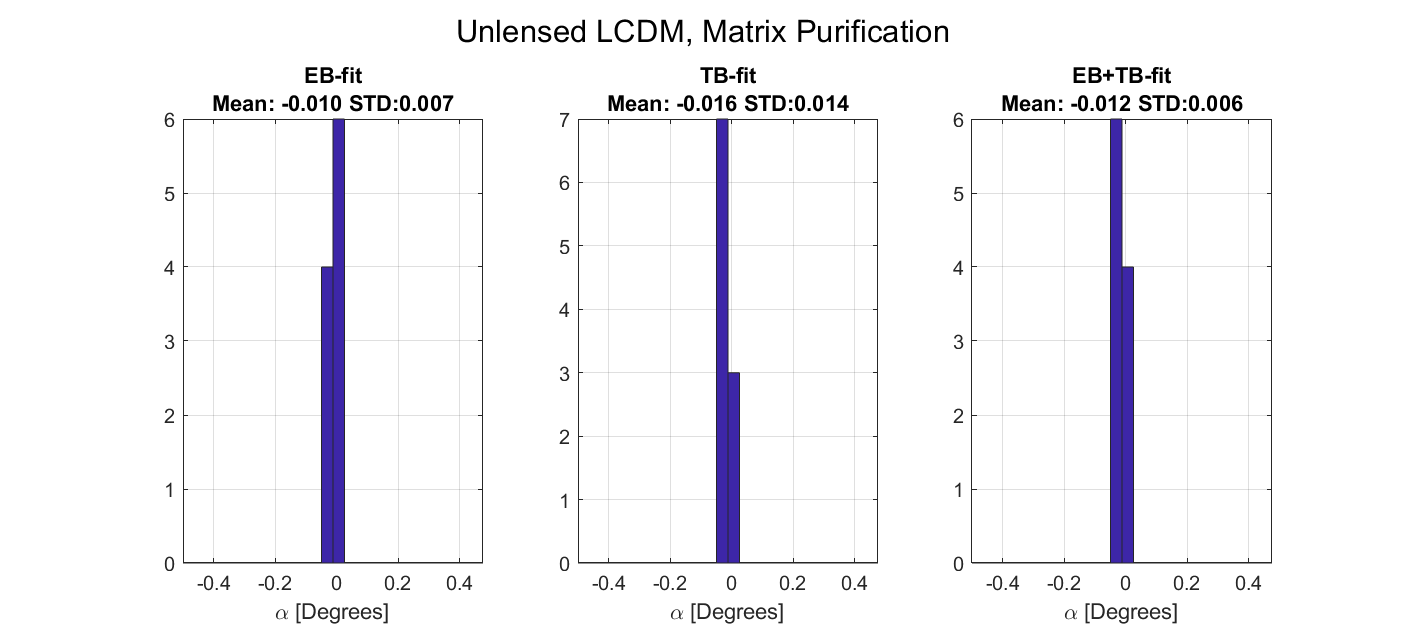 Unlensed LCDM, Matrix Purification
EB-fit
Mean: -0.010 STD:0.007
6
5
4
3
2
1
0
-0.4 -0.2 0 0.2 0.4
α [Degrees]
TB-fit
Mean: -0.016 STD:0.014
7
6
5
4
3
2
1
0
-0.4 -0.2 0 0.2 0.4
α [Degrees]
EB+TB-fit
Mean: -0.012 STD:0.006
6
5
4
3
2
1
0
-0.4 -0.2 0 0.2 0.4
α [Degrees]